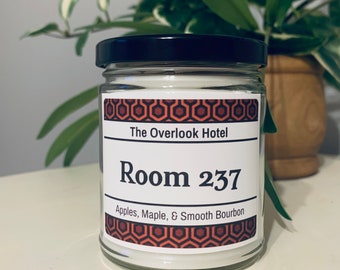 The Overlook Hotel
Room 237
Apples, Maple, & Smooth Bourbon